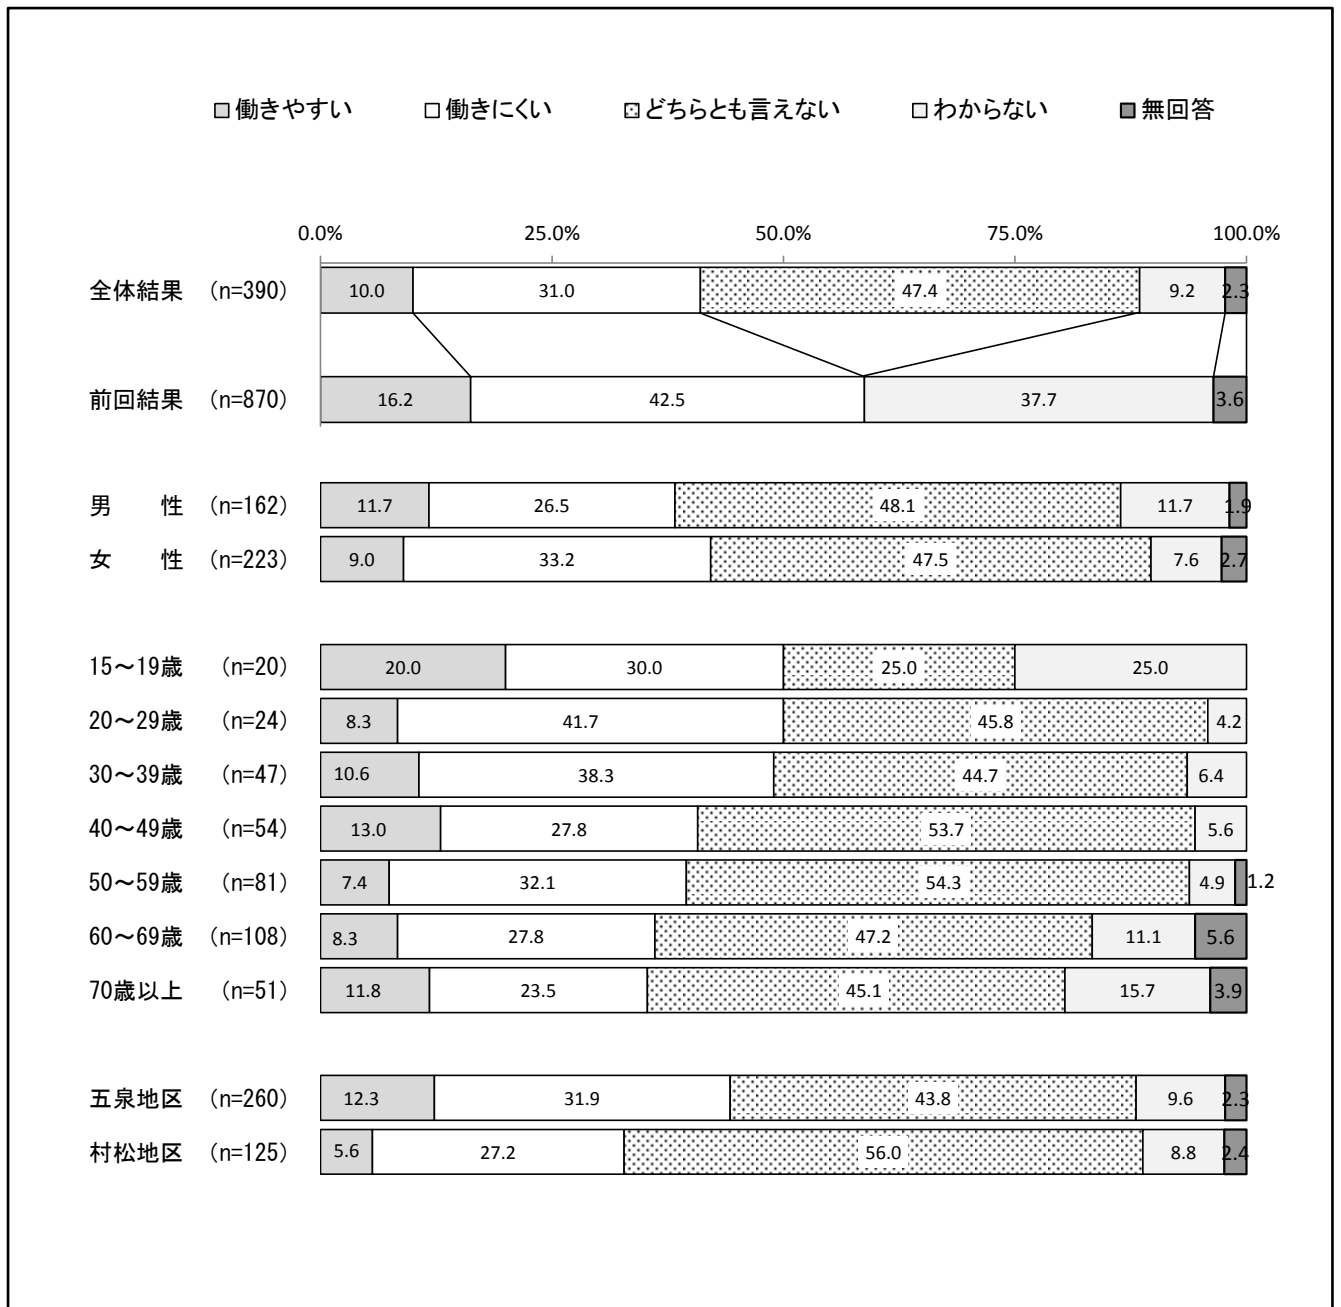 働きやすい 働きにくい どちらとも言えない わからない 無回答
0.0% 25.0% 50.0% 75.0% 100.0%
全体結果 (n=390) 10.0 31.0 47.4 9.2 2.3
前回結果 (n=870) 16.2 42.5 37.7 3.6
男 性 (n=162) 11.7 26.5 48.1 11.7 1.9
女 性 (n=223) 9.0 33.2 47.5 7.6 2.7
15～19歳 (n=20) 20.0 30.0 25.0 25.0
20～29歳 (n=24) 8.3 41.7 45.8 4.2
30～39歳 (n=47) 10.6 38.3 44.7 6.4
40～49歳 (n=54) 13.0 27.8 53.7 5.6
50～59歳 (n=81) 7.4 32.1 54.3 4.9 1.2
60～69歳 (n=108) 8.3 27.8 47.2 11.1 5.6
70歳以上 (n=51) 11.8 23.5 45.1 15.7 3.9
五泉地区 (n=260) 12.3 31.9 43.8 9.6 2.3
村松地区 (n=125) 5.6 27.2 56.0 8.8 2.4